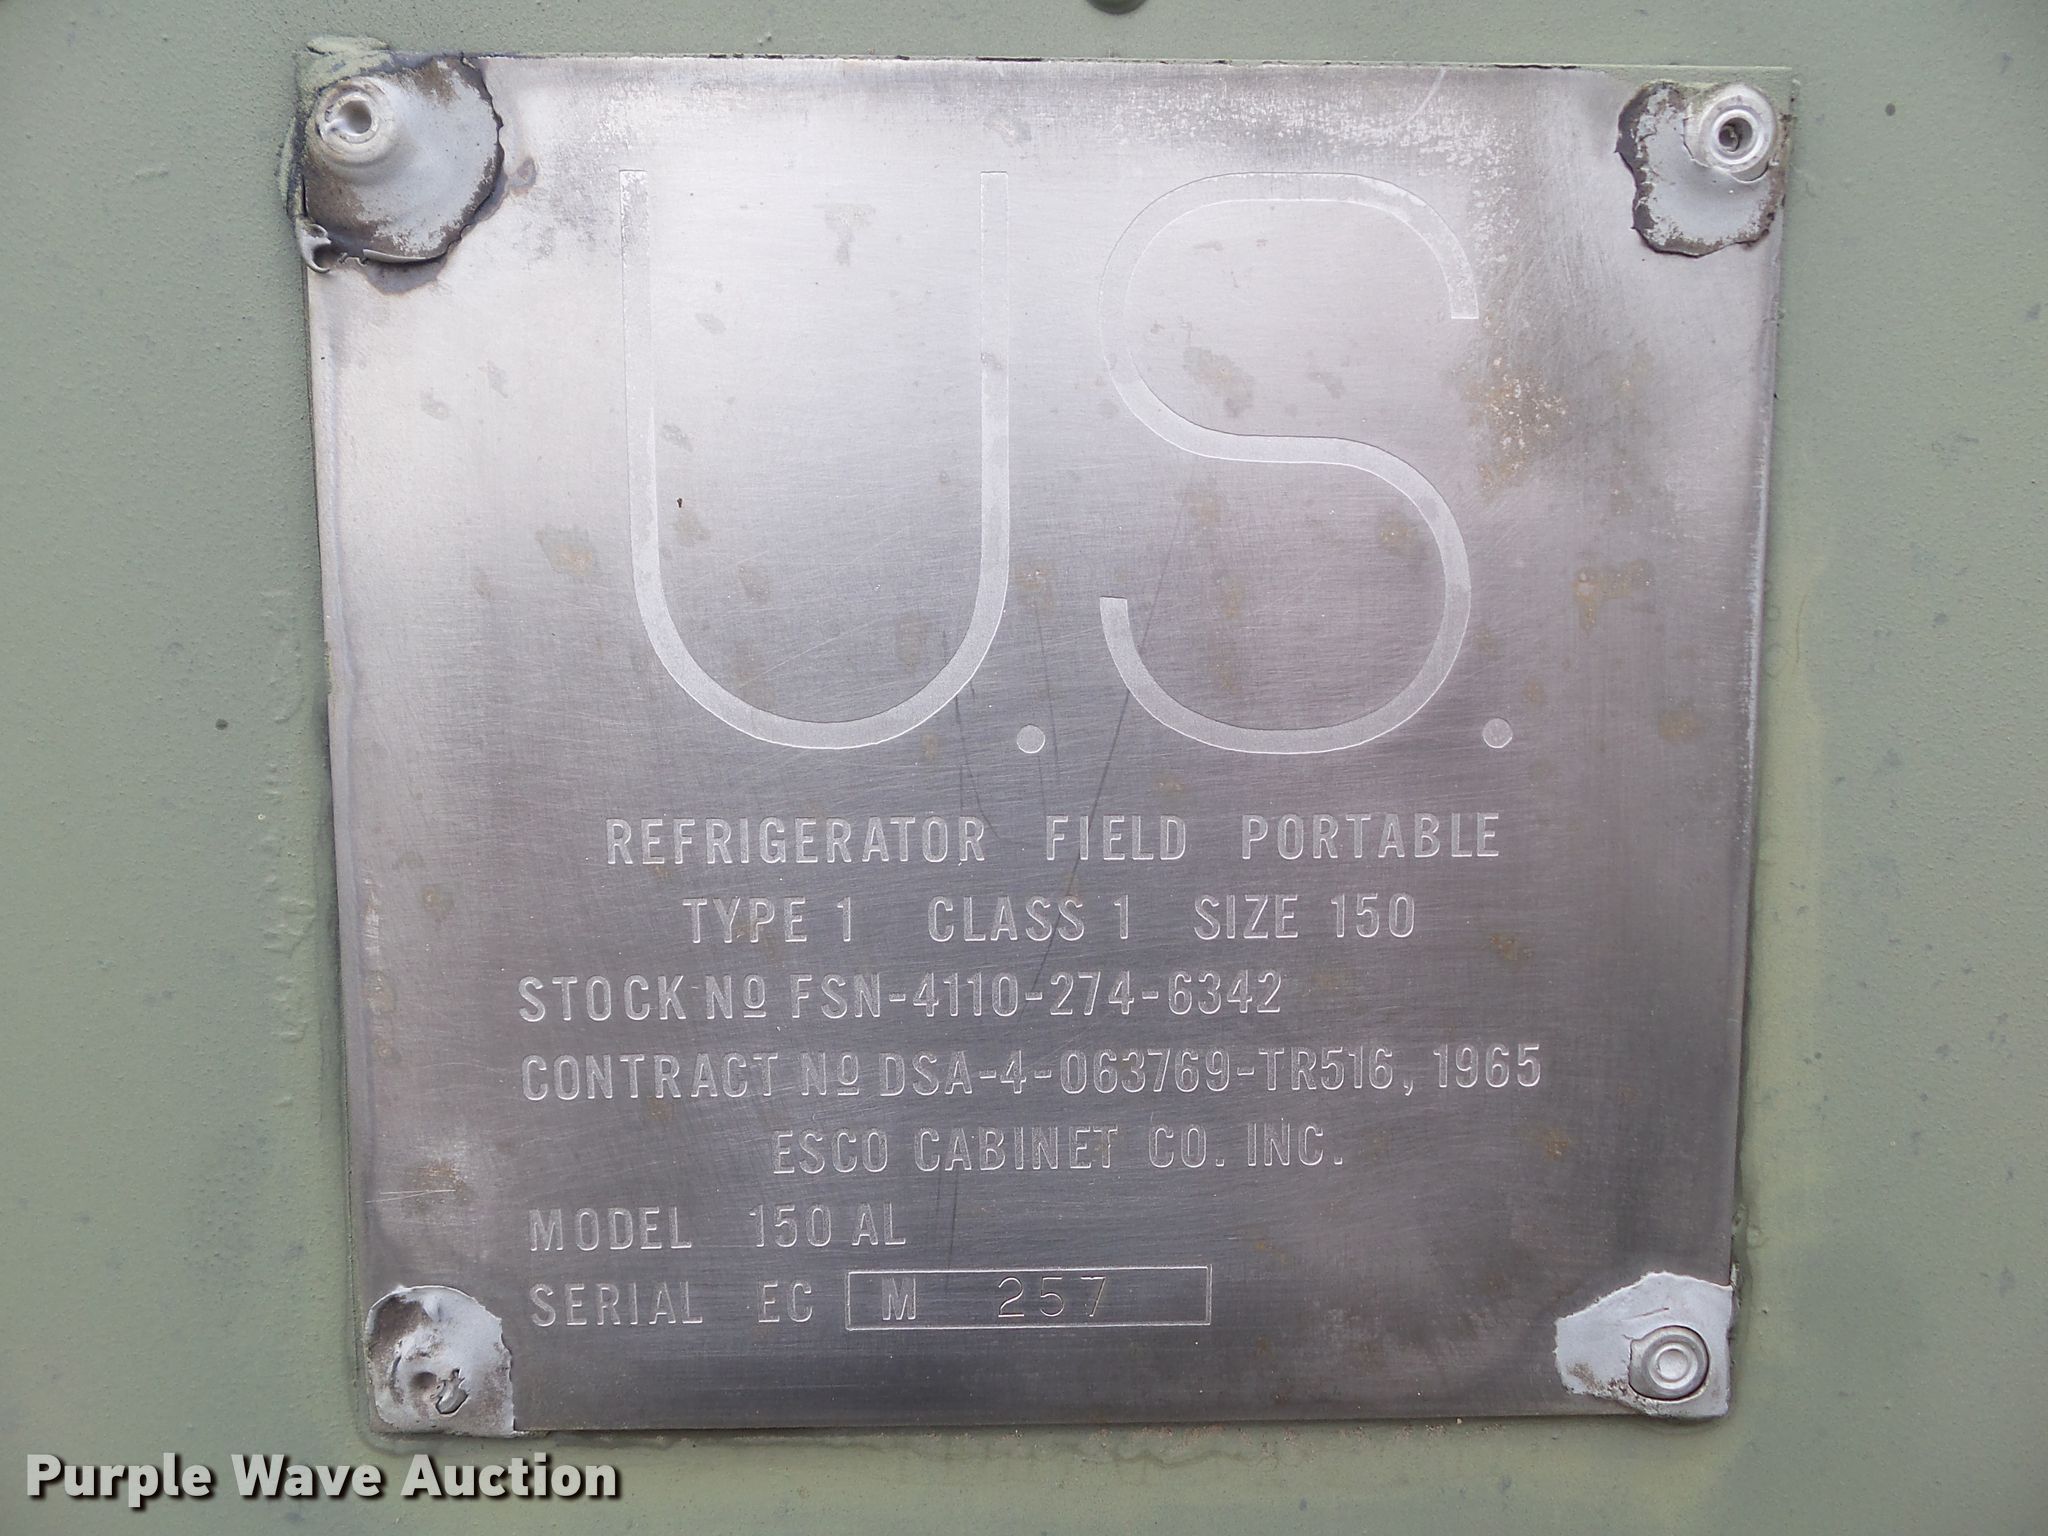 U.S.
REFRIGERATOR FIELD PORTABLE
TYPE 1 CLASS 1 SIZE 150
STOCK Nº FSN-4110-274-6342
CONTRACT Nº DSA-4-063769-TR516, 1965
ESCO CABINET CO. INC.
MODEL 150 AL
SERIAL EC M 257
Purple Wave Auction